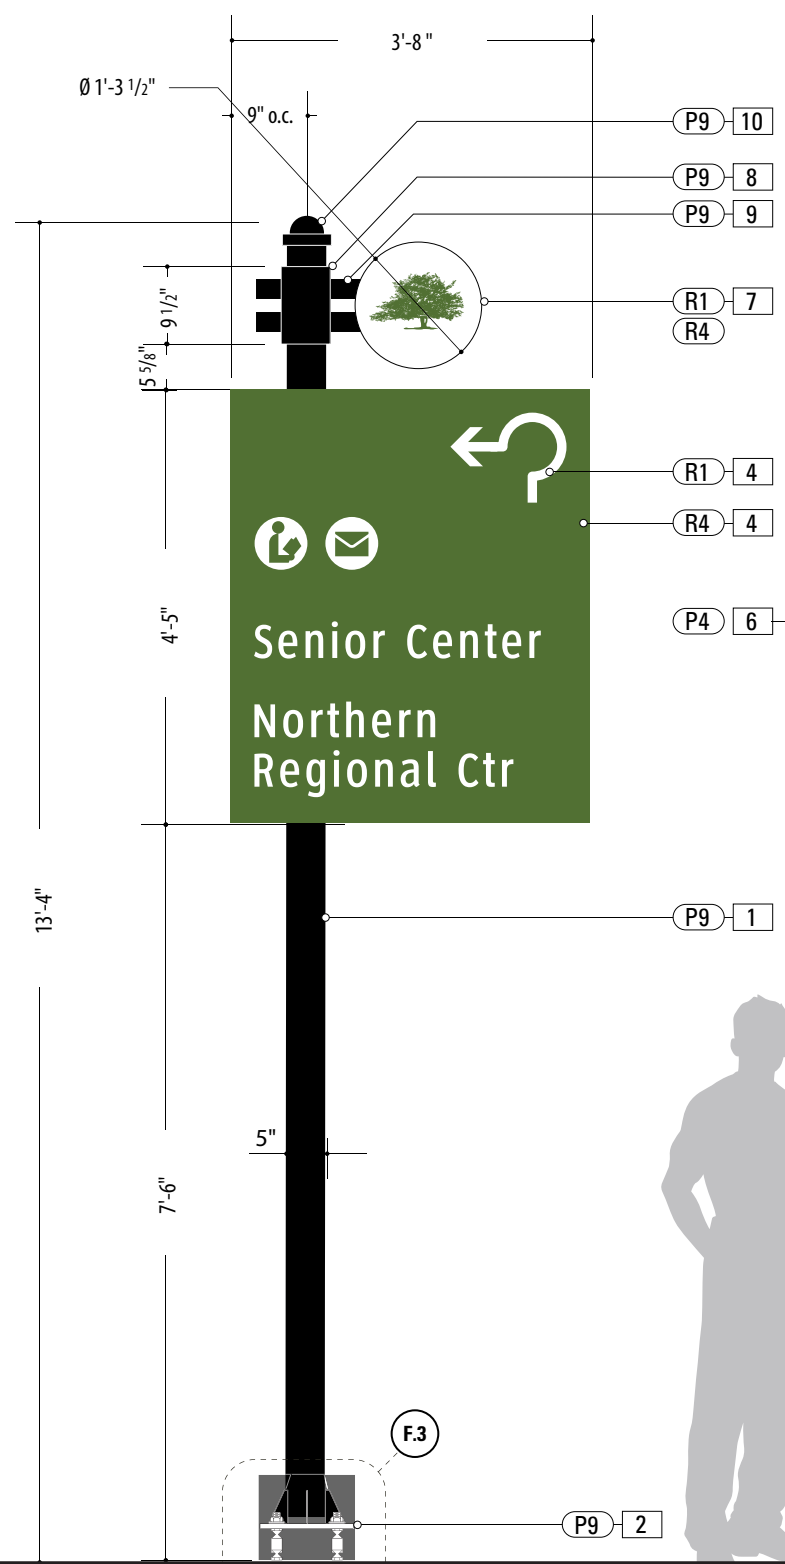 3'-8 "
Ø 1'-3 1/2"
9" o.c.
P9 10
P9 8
P9 9
9 1/2"
R1 7
R4
5 5/8"
R1 4
R4 4
4'-5"
P4 6
Senior Center
Northern
Regional Ctr
13'-4"
P9 1
5"
7'-6"
F.3
P9 2